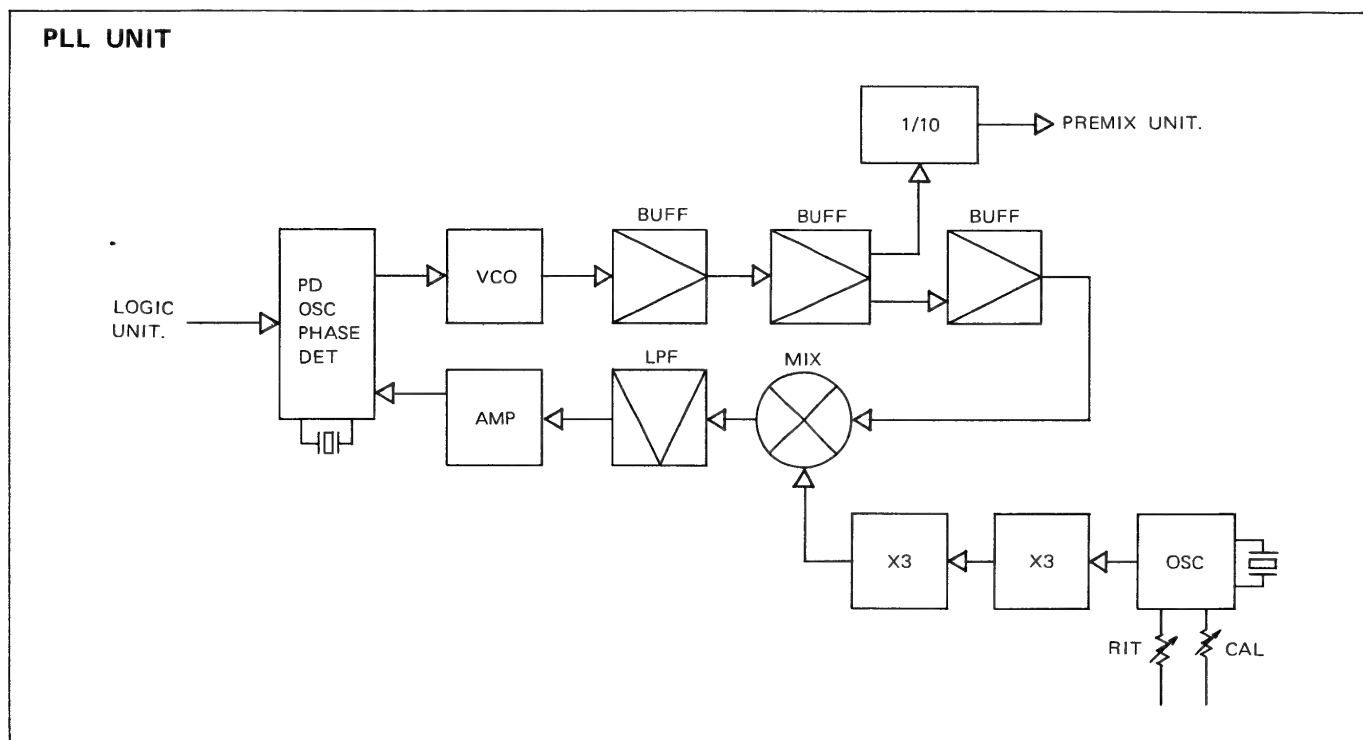 PLL UNIT
1/10
PREMIX UNIT.
BUFF
BUFF
BUFF
LOGIC
UNIT.
PD
OSC
PHASE
DET
VCO
LPF
MIX
AMP
X3
X3
OSC
RIT
CAL